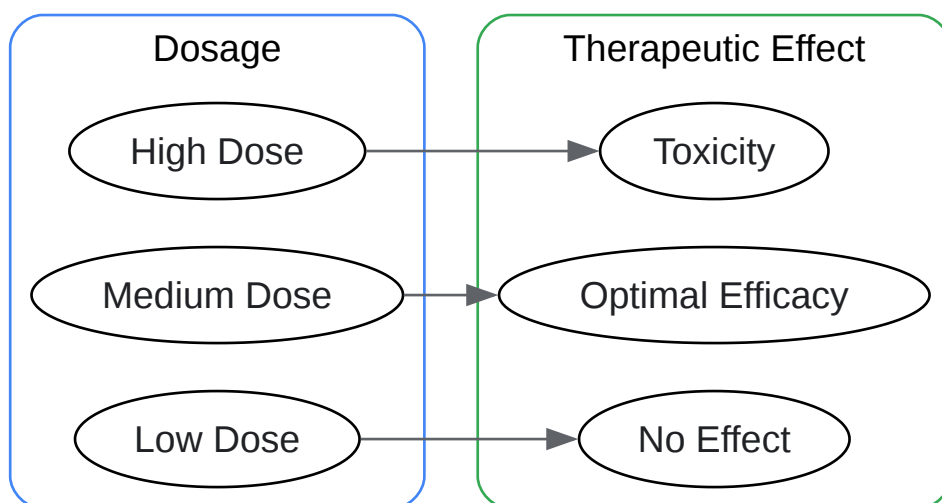 Dosage
Therapeutic Effect
High Dose
Toxicity
Medium Dose
Optimal Efficacy
Low Dose
No Effect